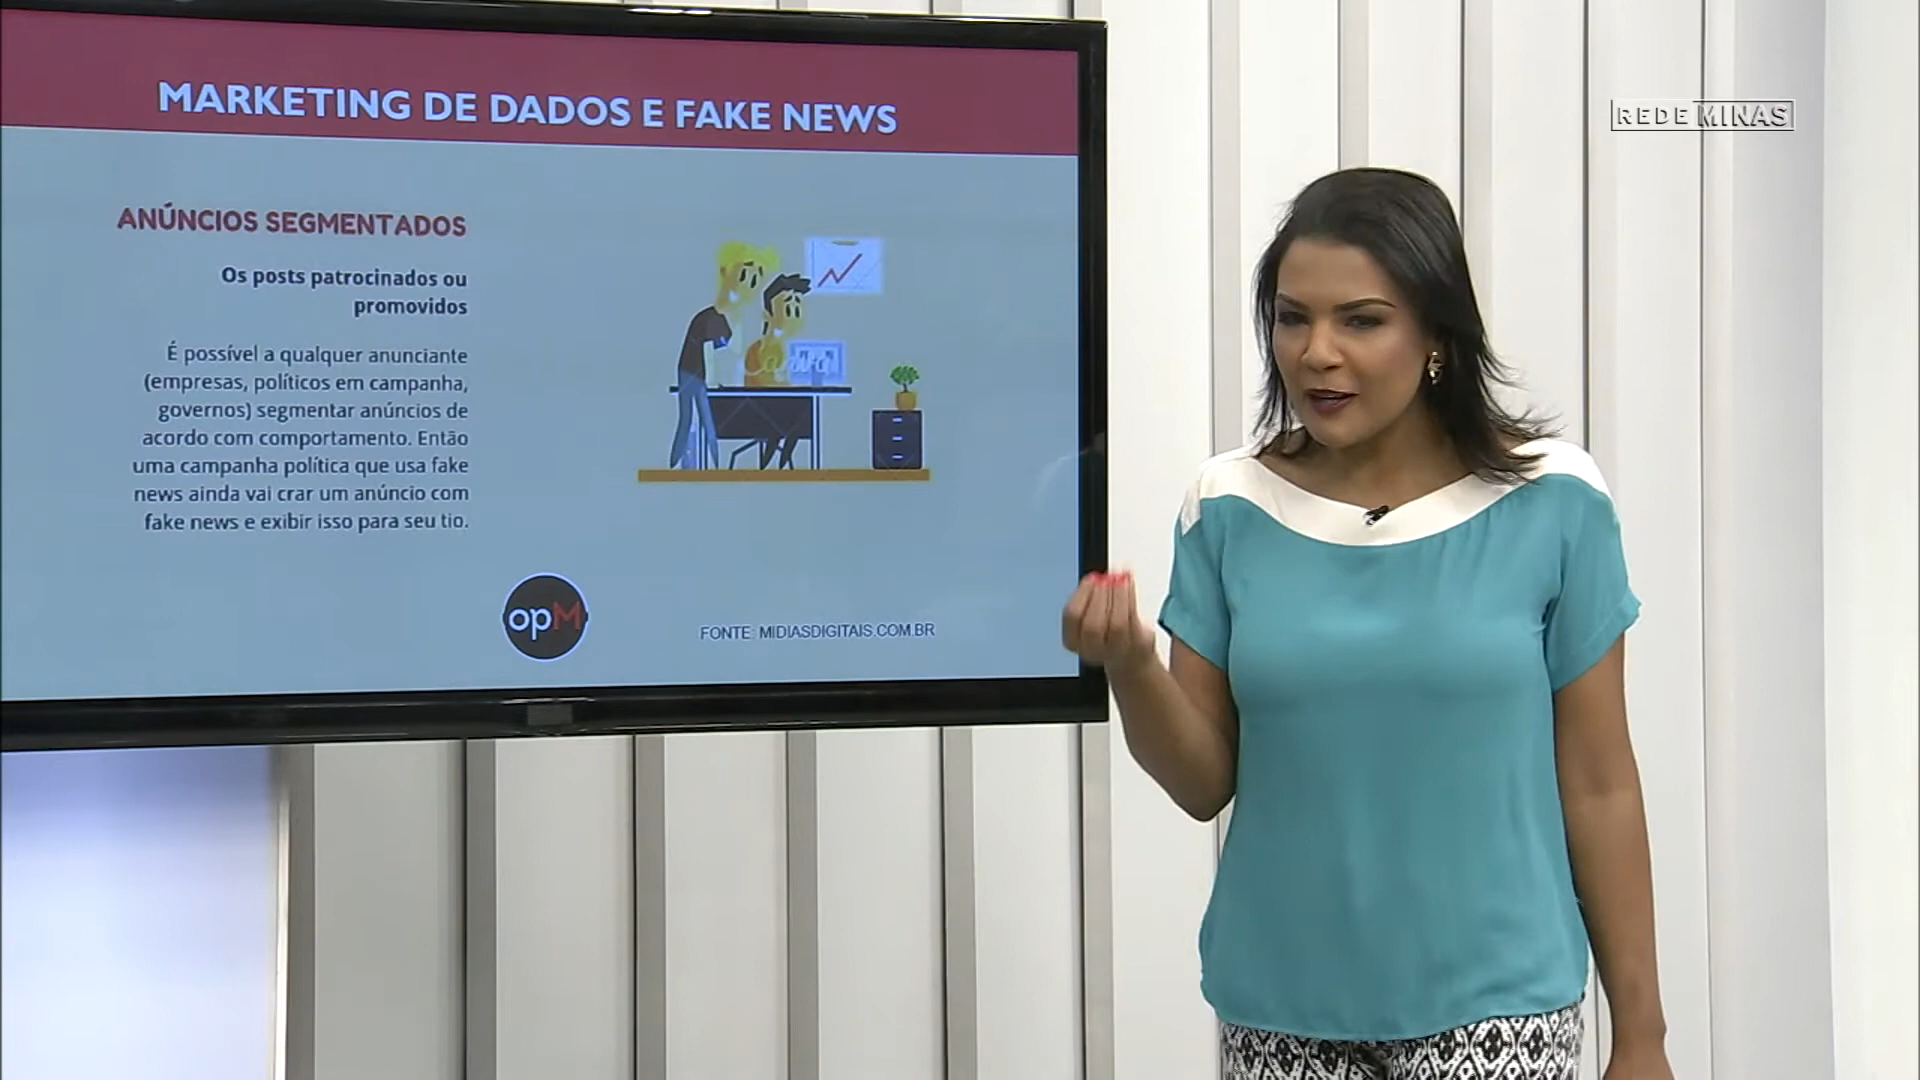 MARKETING DE DADOS E FAKE NEWS
REDE MINAS
ANÚNCIOS SEGMENTADOS
Os posts patrocinados ou
promovidos
É possível a qualquer anunciante
(empresas, políticos em campanha,
governos) segmentar anúncios de
acordo com comportamento. Então
uma campanha política que usa fake
news ainda vai crar um anúncio com
fake news e exibir isso para seu tio.
Canva
opM
FONTE: MIDIASDIGITAIS.COM.BR